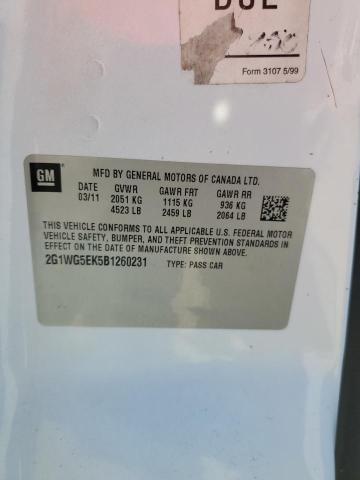 DUE
Form 3107 5/99
GM
MFD BY GENERAL MOTORS OF CANADA LTD.
DATE GVWR GAWR FRT GAWR RR
03/11 2051 KG 1115 KG 936 KG
4523 LB 2459 LB 2064 LB
THIS VEHICLE CONFORMS TO ALL APPLICABLE U.S. FEDERAL MOTOR
VEHICLE SAFETY, BUMPER, AND THEFT PREVENTION STANDARDS IN
EFFECT ON THE DATE OF MANUFACTURE SHOWN ABOVE.
2G1WG5EK5B1260231 TYPE: PASS CAR